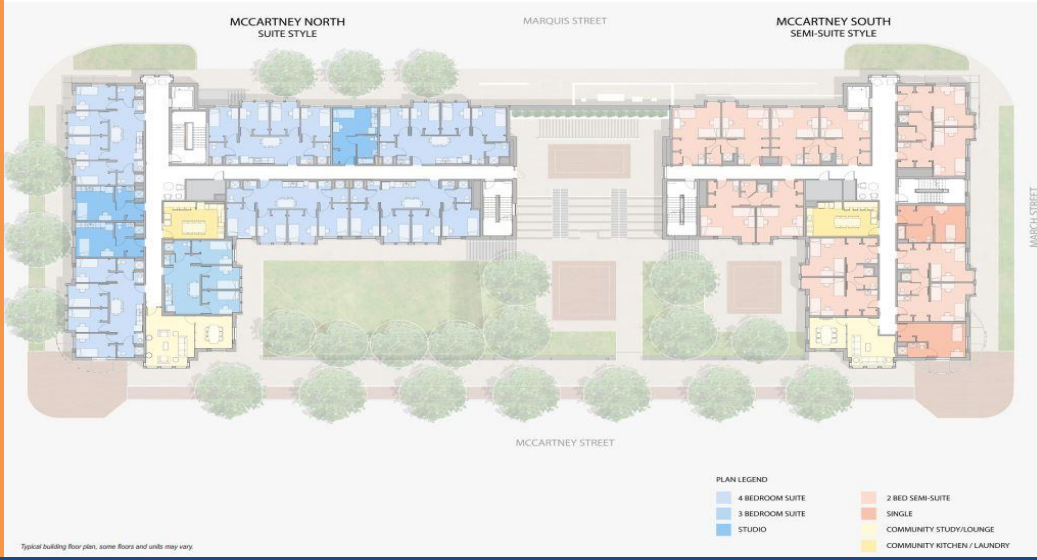 MCCARTNEY NORTH
SUITE STYLE
MARQUIS STREET
MCCARTNEY SOUTH
SEMI-SUITE STYLE
MARCH STREET
MCCARTNEY STREET
PLAN LEGEND
4 BEDROOM SUITE
3 BEDROOM SUITE
STUDIO
2 BED SEMI-SUITE
SINGLE
COMMUNITY STUDY/LOUNGE
COMMUNITY KITCHEN / LAUNDRY
Typical building floor plan, some floors and units may vary.